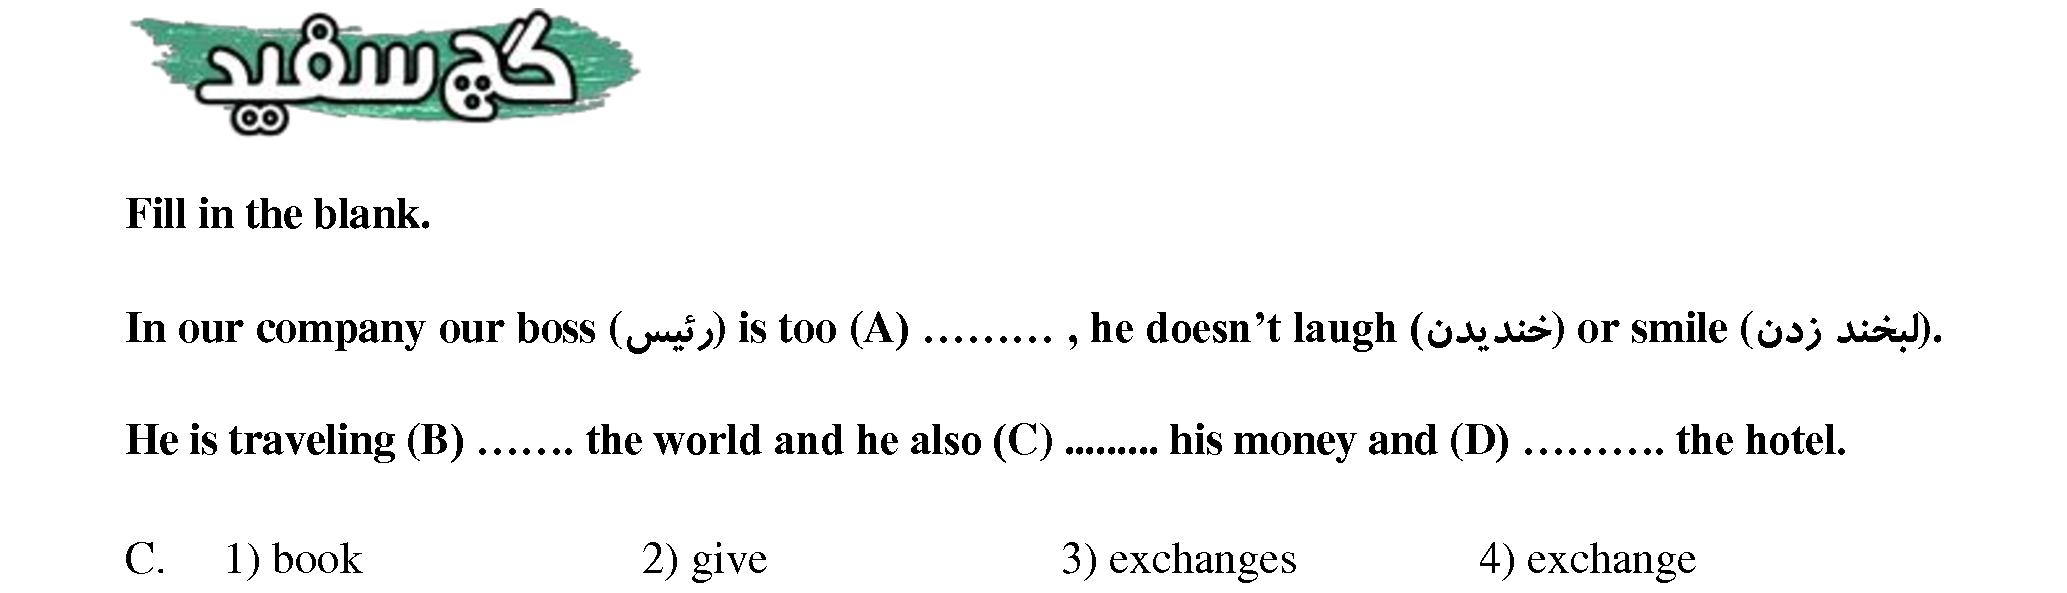 گچ سفید
Fill in the blank.
In our company our boss (رئیس) is too (A) ……… , he doesn’t laugh (خندیدن) or smile (لبخند زدن).
He is traveling (B) ……. the world and he also (C) ......... his money and (D) ………. the hotel.
C. 1) book 2) give 3) exchanges 4) exchange